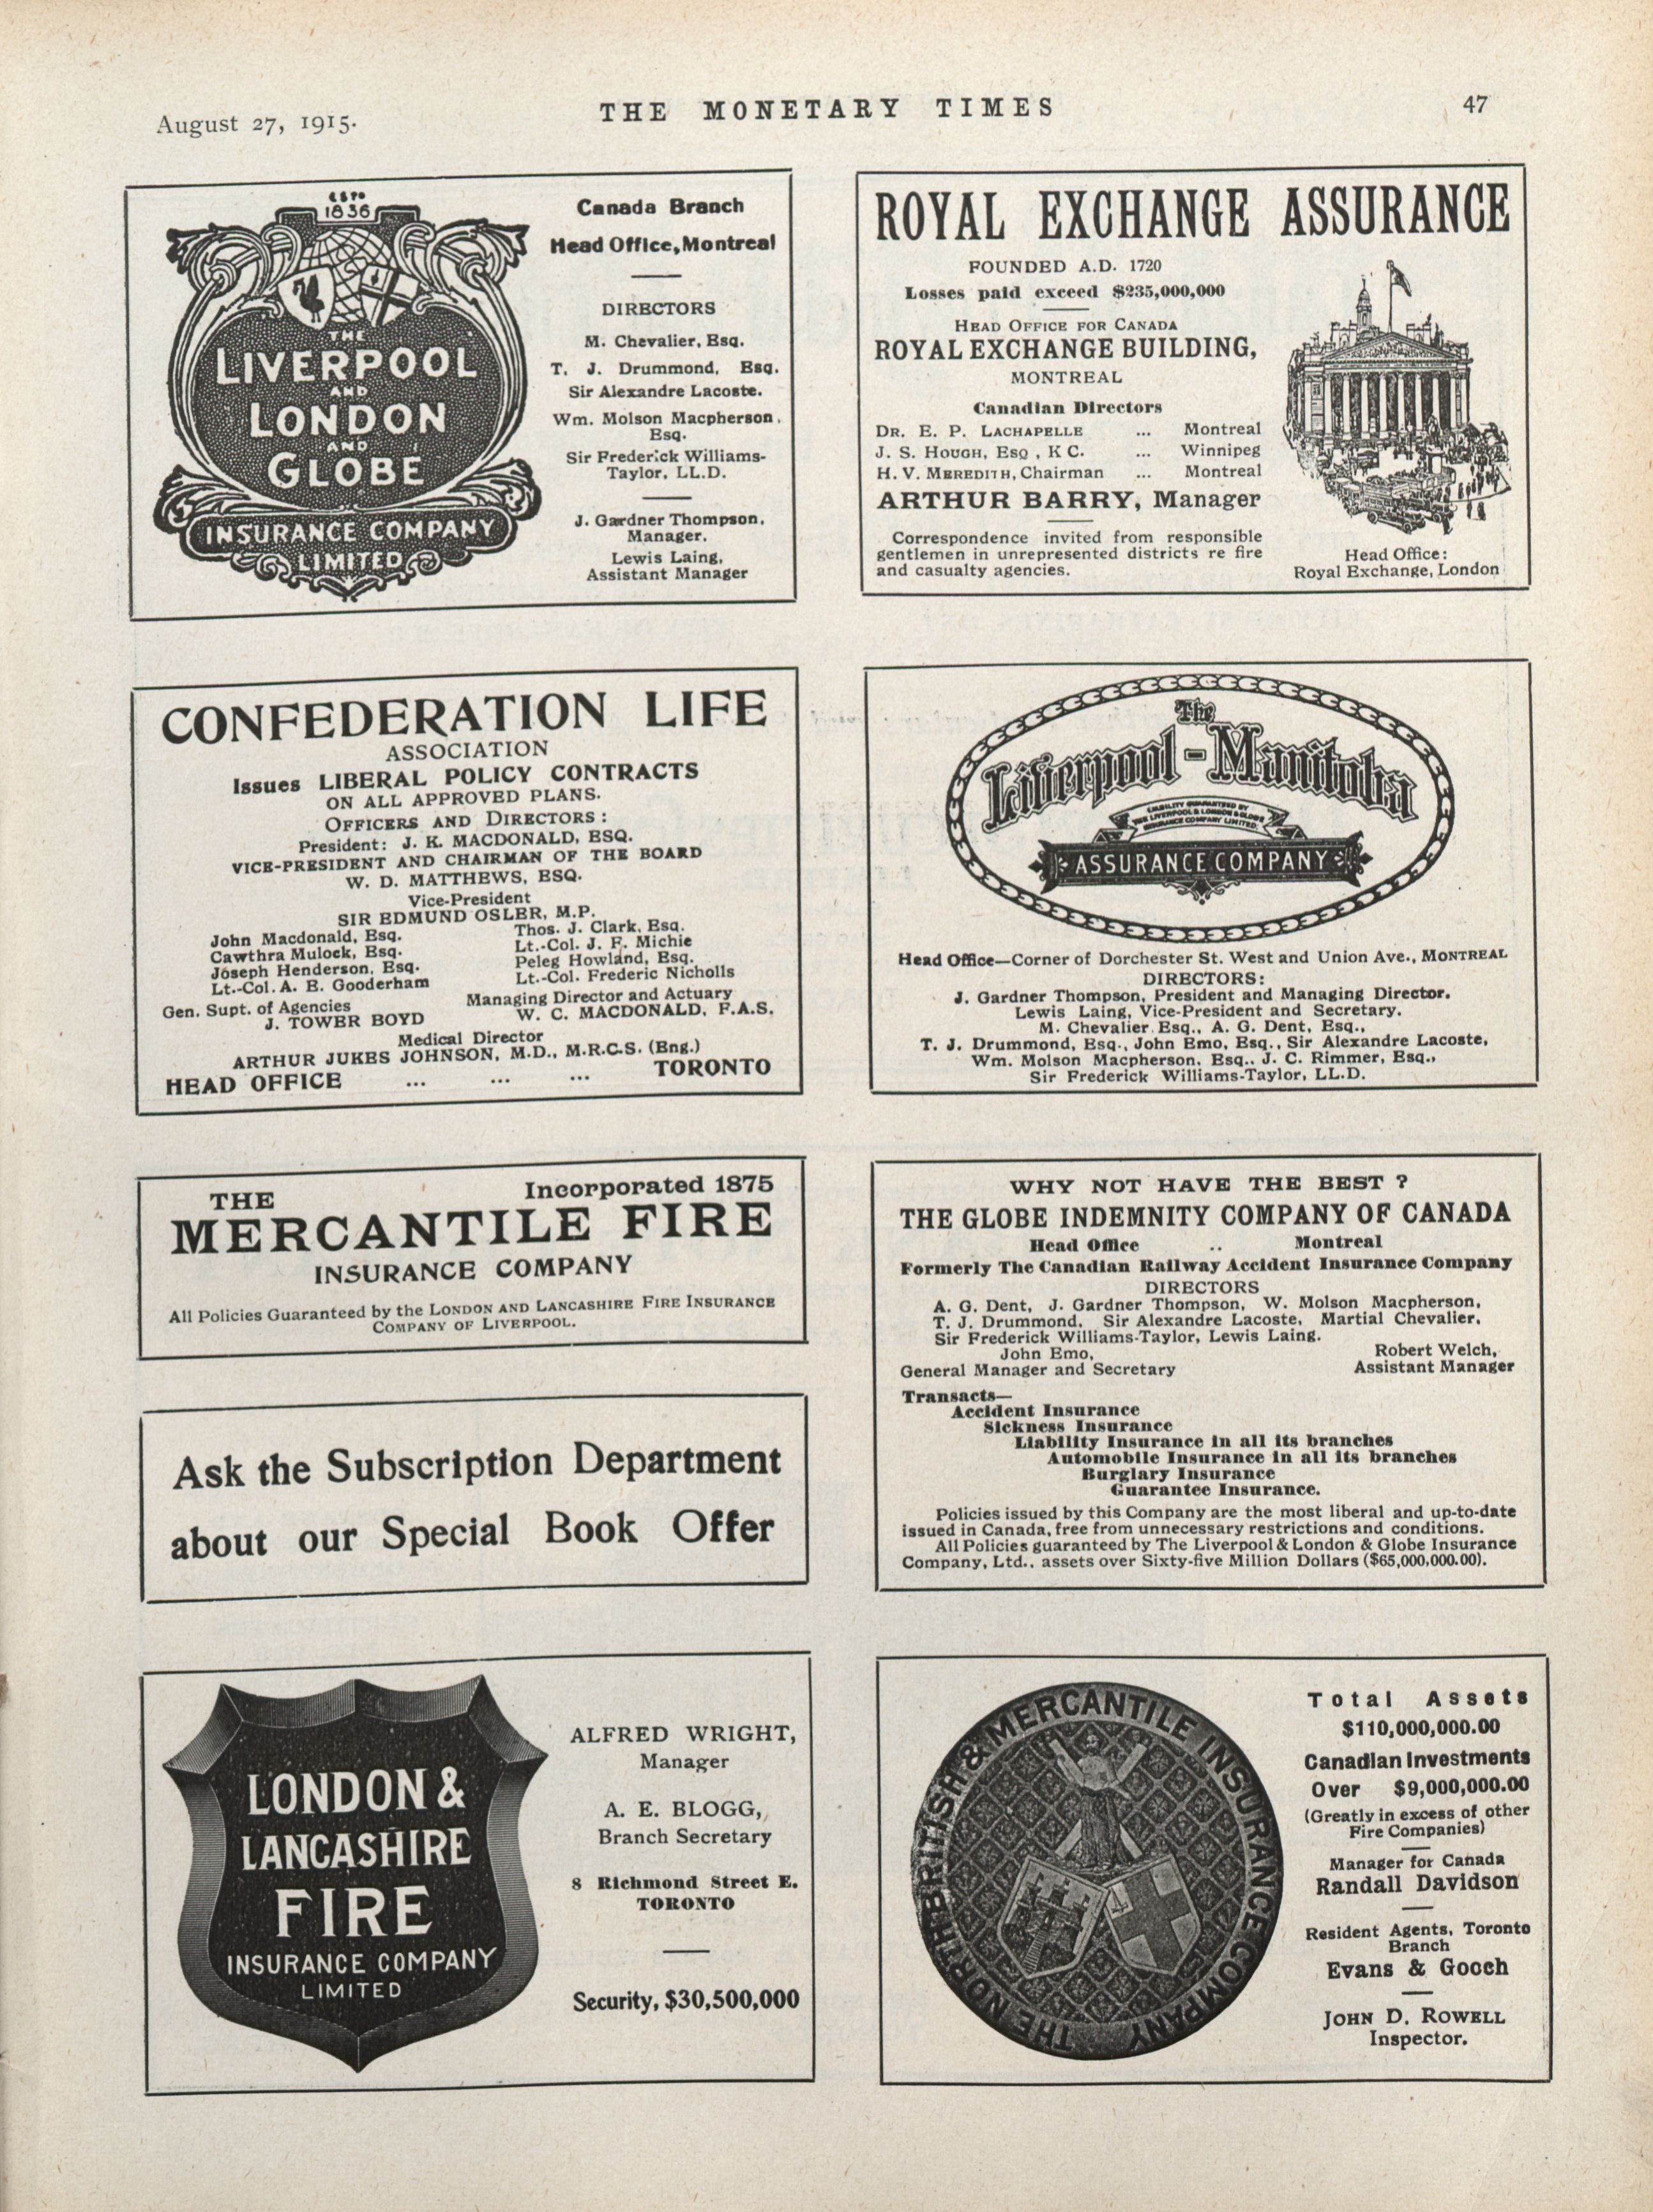 August 27, 1915.
THE MONETARY TIMES
47
ESTD
1836
THE
LIVERPOOL
AND
LONDON
AND
GLOBE
INSURANCE COMPANY
LIMITED
Canada Branch
Head Office, Montreal
DIRECTORS
M. Chevalier, Esq.
T. J. Drummond, Esq.
Sir Alexandre Lacoste.
Wm. Molson Macpherson,
Esq.
Sir Frederick Williams-
Taylor, LL.D.
J. Gardner Thompson,
Manager.
Lewis Laing,
Assistant Manager
ROYAL EXCHANGE ASSURANCE
FOUNDED A.D. 1720
Losses paid exceed $235,000,000
HEAD OFFICE FOR CANADA
ROYAL EXCHANGE BUILDING,
MONTREAL
Canadian Directors
DR. E. P. LACHAPELLE ... Montreal
J. S. HOUGH, ESQ , K C. ... Winnipeg
H. V. MEREDITH, Chairman ... Montreal
ARTHUR BARRY, Manager
Correspondence invited from responsible
gentlemen in unrepresented districts re fire
and casualty agencies.
Head Office:
Royal Exchange, London
CONFEDERATION LIFE
ASSOCIATION
Issues LIBERAL POLICY CONTRACTS
ON ALL APPROVED PLANS.
OFFICERS AND DIRECTORS:
President: J. K. MACDONALD, ESQ.
VICE-PRESIDENT AND CHAIRMAN OF THE BOARD
W. D. MATTHEWS, ESQ.
Vice-President
SIR EDMUND OSLER, M.P.
John Macdonald, Esq. Thos. J. Clark, Esq.
Cawthra Mulock, Esq. Lt.-Col. J. F. Michie
Joseph Henderson, Esq. Peleg Howland, Esq.
Lt.-Col. A. E. Gooderham Lt.-Col. Frederic Nicholls
Gen. Supt. of Agencies Managing Director and Actuary
J. TOWER BOYD W. C. MACDONALD, F.A.S.
Medical Director
ARTHUR JUKES JOHNSON, M.D., M.R.C.S. (Eng.)
HEAD OFFICE ... ... ... TORONTO
The
Liverpool-Manitoba
LIABILITY GUARANTEED BY
THE LIVERPOOL & LONDON & GLOBE
INSURANCE COMPANY LIMITED.
ASSURANCE COMPANY
Head Office—Corner of Dorchester St. West and Union Ave., MONTREAL
DIRECTORS:
J. Gardner Thompson, President and Managing Director.
Lewis Laing, Vice-President and Secretary.
M. Chevalier Esq., A. G. Dent, Esq.,
T. J. Drummond, Esq., John Emo, Esq., Sir Alexandre Lacoste,
Wm. Molson Macpherson, Esq., J. C. Rimmer, Esq.,
Sir Frederick Williams-Taylor, LL.D.
Incorporated 1875
THE
MERCANTILE FIRE
INSURANCE COMPANY
All Policies Guaranteed by the LONDON AND LANCASHIRE FIRE INSURANCE
COMPANY OF LIVERPOOL.
Ask the Subscription Department
about our Special Book Offer
WHY NOT HAVE THE BEST ?
THE GLOBE INDEMNITY COMPANY OF CANADA
Head Office .. Montreal
Formerly The Canadian Railway Accident Insurance Company
DIRECTORS
A. G. Dent, J. Gardner Thompson, W. Molson Macpherson,
T. J. Drummond, Sir Alexandre Lacoste, Martial Chevalier,
Sir Frederick Williams-Taylor, Lewis Laing.
John Emo, Robert Welch,
General Manager and Secretary Assistant Manager
Transacts—
Accident Insurance
Sickness Insurance
Liability Insurance in all its branches
Automobile Insurance in all its branches
Burglary Insurance
Guarantee Insurance.
Policies issued by this Company are the most liberal and up-to-date
issued in Canada, free from unnecessary restrictions and conditions.
All Policies guaranteed by The Liverpool & London & Globe Insurance
Company, Ltd., assets over Sixty-five Million Dollars ($65,000,000.00).
LONDON &
LANCASHIRE
FIRE
INSURANCE COMPANY
LIMITED
ALFRED WRIGHT,
Manager
A. E. BLOGG,
Branch Secretary
8 Richmond Street E.
TORONTO
Security, $30,500,000
THE NORTH BRITISH & MERCANTILE INSURANCE COMPANY
Total Assets
$110,000,000.00
Canadian Investments
Over $9,000,000.00
(Greatly in excess of other
Fire Companies)
Manager for Canada
Randall Davidson
Resident Agents, Toronto
Branch
Evans & Gooch
JOHN D. ROWELL
Inspector.